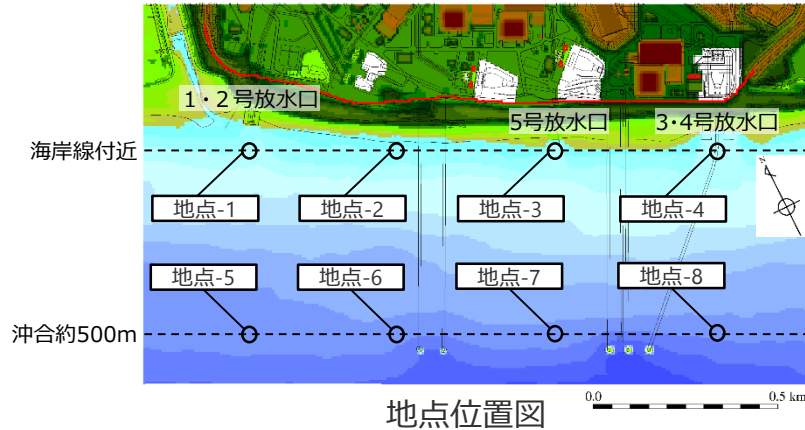 1・2号放水口
5号放水口
3・4号放水口
海岸線付近
地点-1
地点-2
地点-3
地点-4
N
地点-5
地点-6
地点-7
地点-8
沖合約500m
地点位置図
0.0
0.5 km